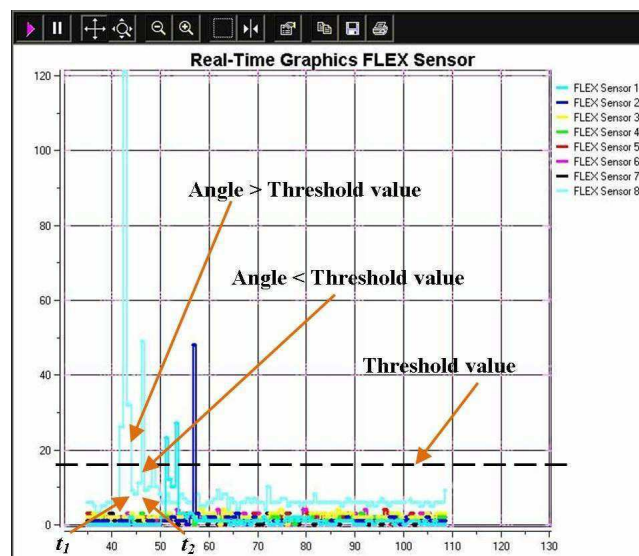 Real-Time Graphics FLEX Sensor
120
100
80
60
40
20
0
40
50
60
70
80
90
100
110
120
130
Angle > Threshold value
Angle < Threshold value
Threshold value
t1
t2
FLEX Sensor 1
FLEX Sensor 2
FLEX Sensor 3
FLEX Sensor 4
FLEX Sensor 5
FLEX Sensor 6
FLEX Sensor 7
FLEX Sensor 8